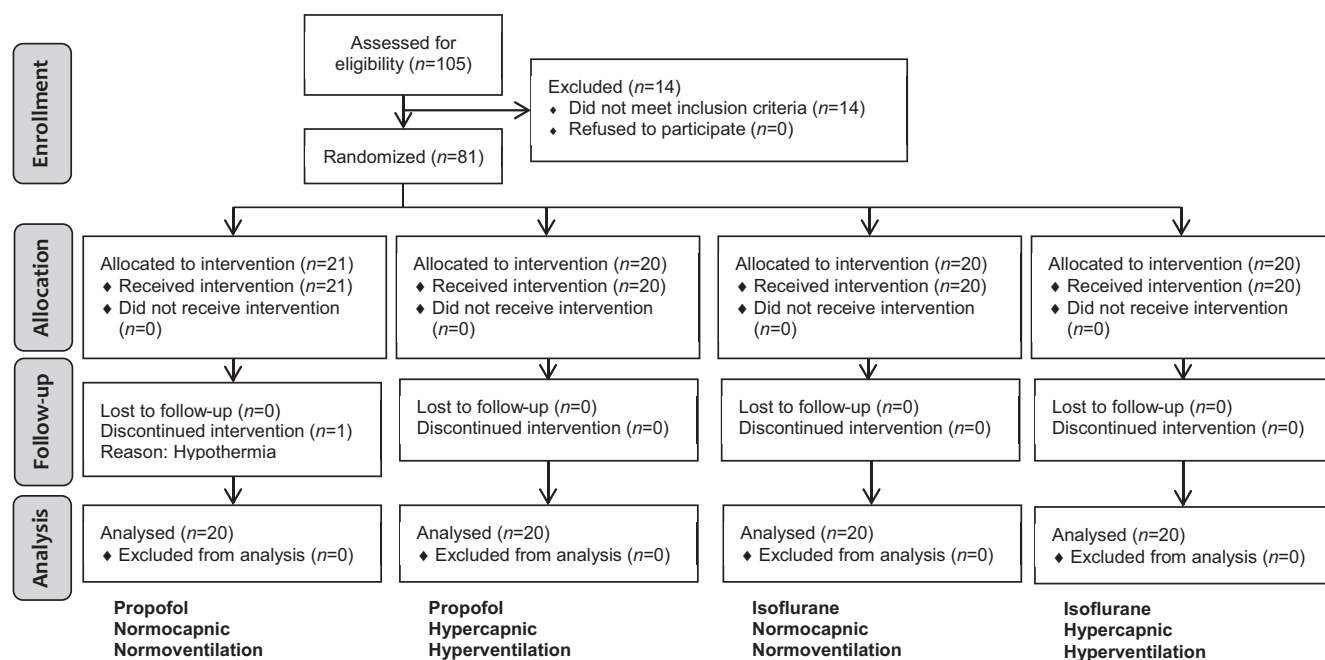 Enrollment
Assessed for
eligibility (n=105)
Excluded (n=14)
♦ Did not meet inclusion criteria (n=14)
♦ Refused to participate (n=0)
Randomized (n=81)
Allocation
Allocated to intervention (n=21)
♦ Received intervention (n=21)
♦ Did not receive intervention
(n=0)
Allocated to intervention (n=20)
♦ Received intervention (n=20)
♦ Did not receive intervention
(n=0)
Allocated to intervention (n=20)
♦ Received intervention (n=20)
♦ Did not receive intervention
(n=0)
Allocated to intervention (n=20)
♦ Received intervention (n=20)
♦ Did not receive intervention
(n=0)
Follow-up
Lost to follow-up (n=0)
Discontinued intervention (n=1)
Reason: Hypothermia
Lost to follow-up (n=0)
Discontinued intervention (n=0)
Lost to follow-up (n=0)
Discontinued intervention (n=0)
Lost to follow-up (n=0)
Discontinued intervention (n=0)
Analysis
Analysed (n=20)
♦ Excluded from analysis (n=0)
Analysed (n=20)
♦ Excluded from analysis (n=0)
Analysed (n=20)
♦ Excluded from analysis (n=0)
Analysed (n=20)
♦ Excluded from analysis (n=0)
Propofol
Normocapnic
Normoventilation
Propofol
Hypercapnic
Hyperventilation
Isoflurane
Normocapnic
Normoventilation
Isoflurane
Hypercapnic
Hyperventilation